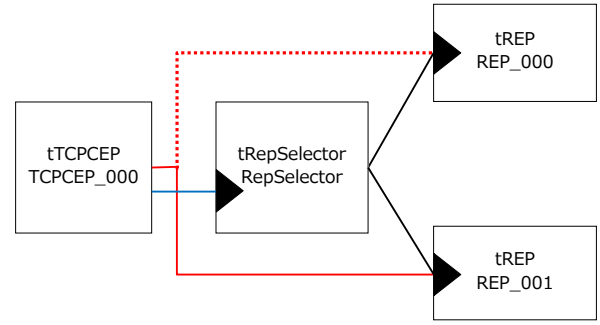 tREP
REP_000
tTCPCEP
TCPCEP_000
tRepSelector
RepSelector
tREP
REP_001